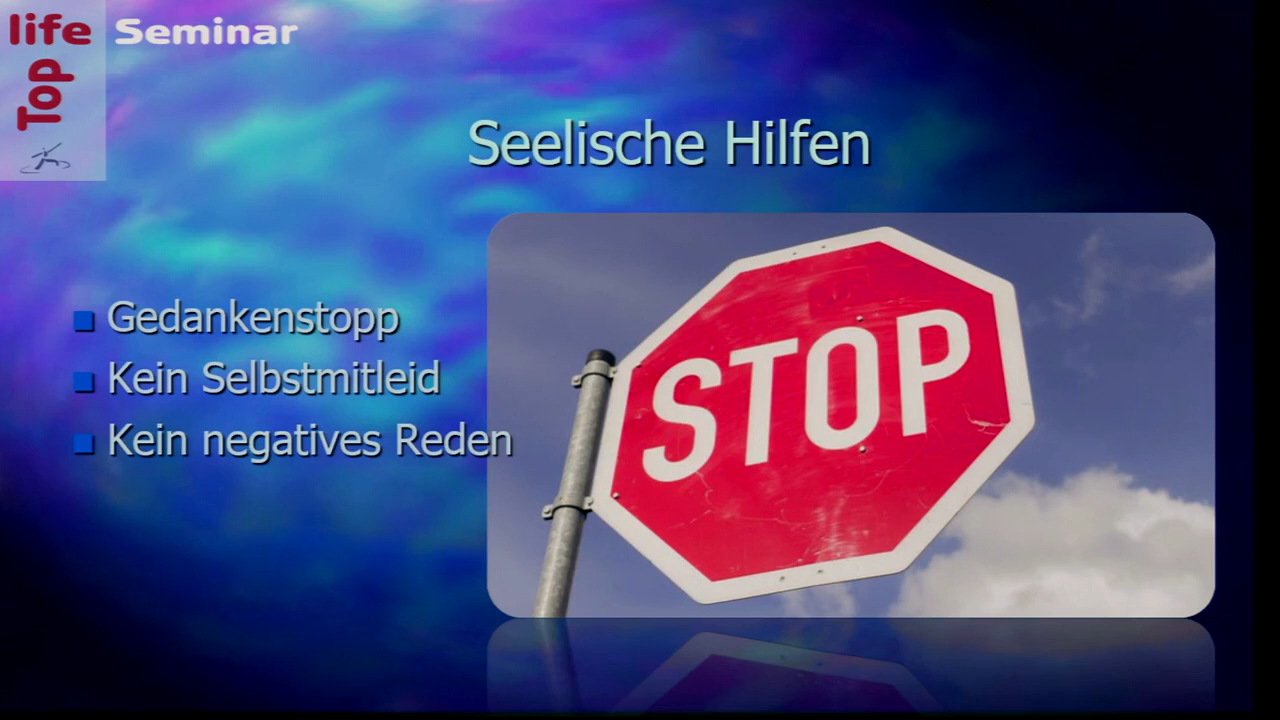 life Seminar
Top
Seelische Hilfen
Gedankenstopp
Kein Selbstmitleid
Kein negatives Reden
STOP